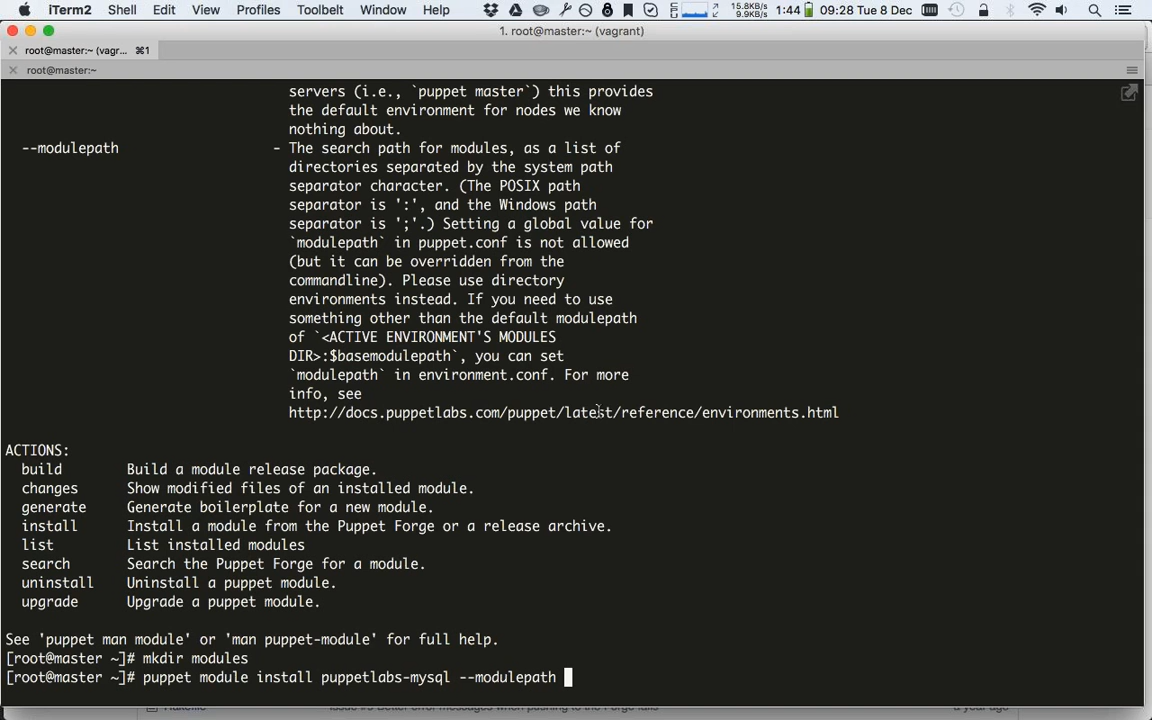 iTerm2 Shell Edit View Profiles Toolbelt Window Help 15.8KB/s 9.9KB/s 1:44 09:28 Tue 8 Dec
1. root@master:~ (vagrant)
root@master:~ (vagr... ⌘1
root@master:~
servers (i.e., `puppet master`) this provides
the default environment for nodes we know
nothing about.
--modulepath - The search path for modules, as a list of
directories separated by the system path
separator character. (The POSIX path
separator is ':', and the Windows path
separator is ';'.) Setting a global value for
`modulepath` in puppet.conf is not allowed
(but it can be overridden from the
commandline). Please use directory
environments instead. If you need to use
something other than the default modulepath
of `<ACTIVE ENVIRONMENT'S MODULES
DIR>:$basemodulepath`, you can set
`modulepath` in environment.conf. For more
info, see
http://docs.puppetlabs.com/puppet/latest/reference/environments.html
ACTIONS:
build Build a module release package.
changes Show modified files of an installed module.
generate Generate boilerplate for a new module.
install Install a module from the Puppet Forge or a release archive.
list List installed modules
search Search the Puppet Forge for a module.
uninstall Uninstall a puppet module.
upgrade Upgrade a puppet module.
See 'puppet man module' or 'man puppet-module' for full help.
[root@master ~]# mkdir modules
[root@master ~]# puppet module install puppetlabs-mysql --modulepath